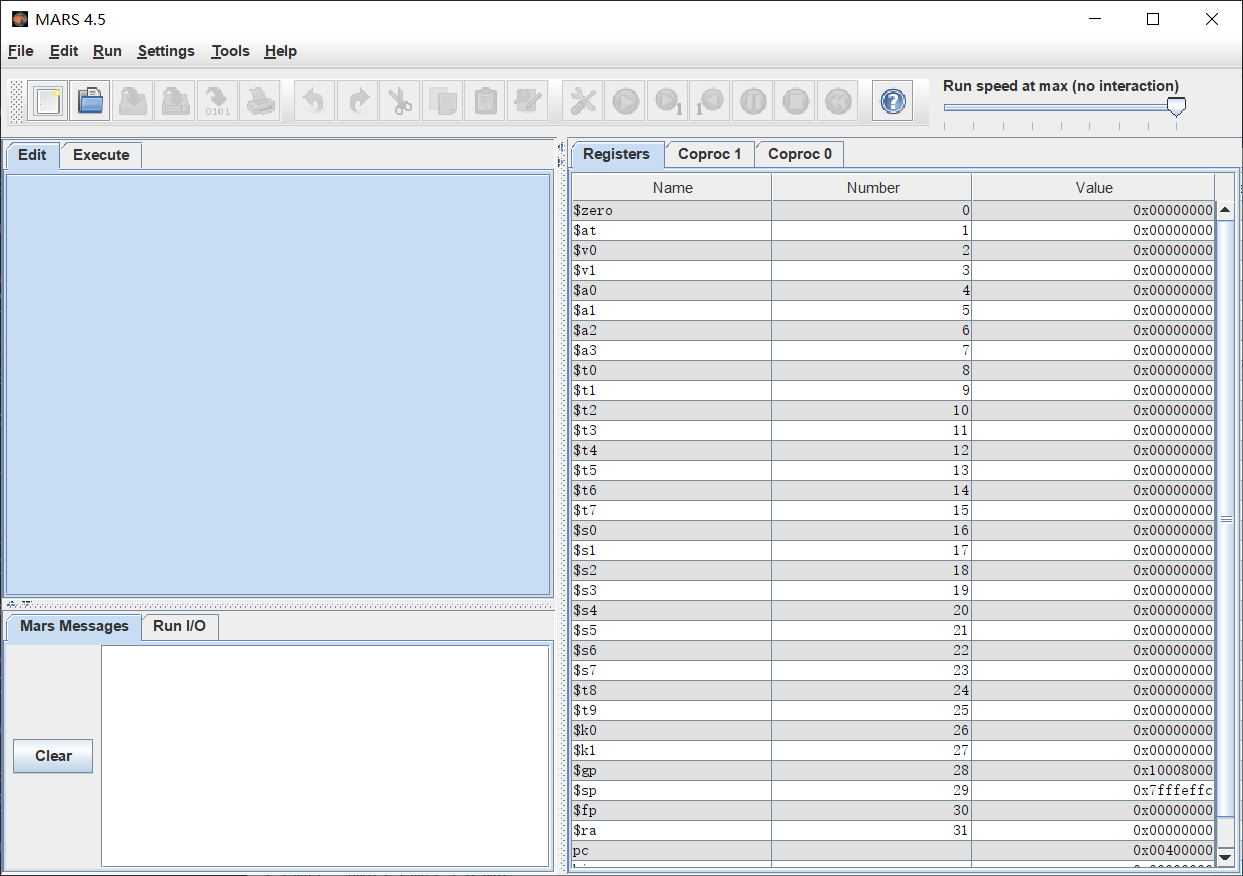 MARS 4.5
File Edit Run Settings Tools Help
0101
1
1
?
Run speed at max (no interaction)
Edit Execute
Registers Coproc 1 Coproc 0
Name Number Value
$zero 0 0x00000000
$at 1 0x00000000
$v0 2 0x00000000
$v1 3 0x00000000
$a0 4 0x00000000
$a1 5 0x00000000
$a2 6 0x00000000
$a3 7 0x00000000
$t0 8 0x00000000
$t1 9 0x00000000
$t2 10 0x00000000
$t3 11 0x00000000
$t4 12 0x00000000
$t5 13 0x00000000
$t6 14 0x00000000
$t7 15 0x00000000
$s0 16 0x00000000
$s1 17 0x00000000
$s2 18 0x00000000
$s3 19 0x00000000
$s4 20 0x00000000
$s5 21 0x00000000
$s6 22 0x00000000
$s7 23 0x00000000
$t8 24 0x00000000
$t9 25 0x00000000
$k0 26 0x00000000
$k1 27 0x00000000
$gp 28 0x10008000
$sp 29 0x7fffeffc
$fp 30 0x00000000
$ra 31 0x00000000
pc 0x00400000
Mars Messages Run I/O
Clear